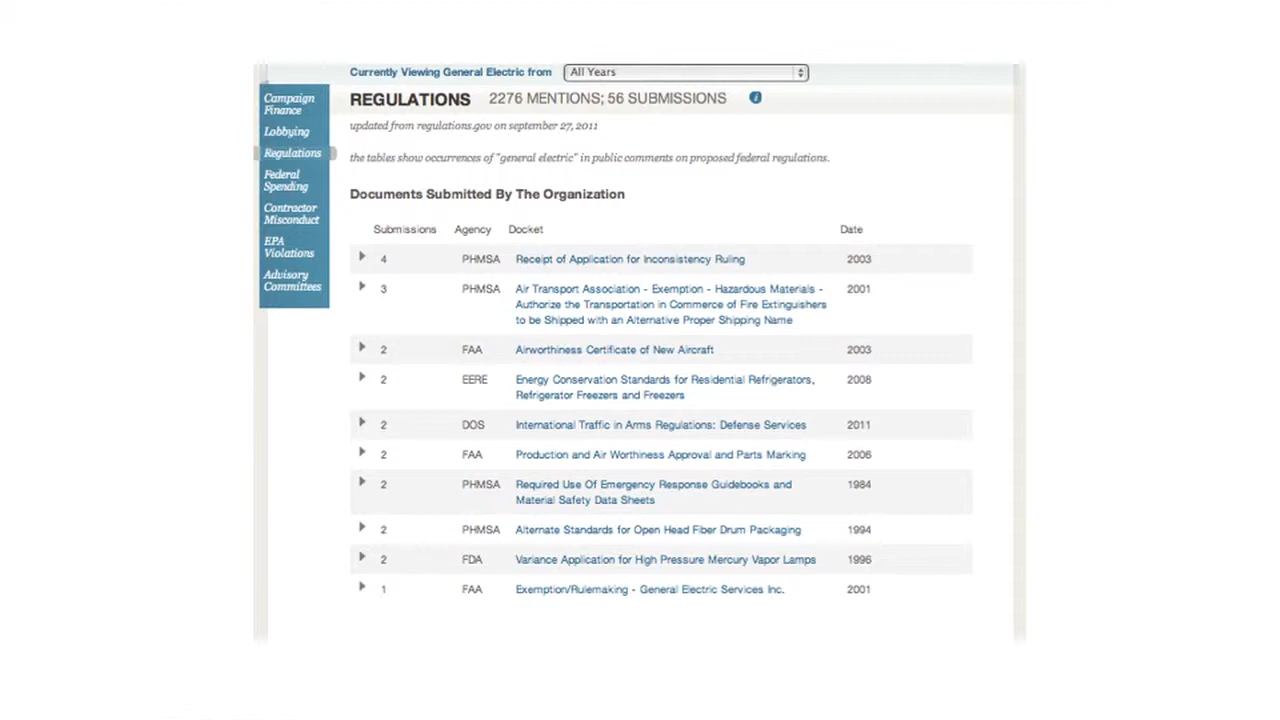 Currently Viewing General Electric from All Years
Campaign
Finance
Lobbying
Regulations
Federal
Spending
Contractor
Misconduct
EPA
Violations
Advisory
Committees
REGULATIONS 2276 MENTIONS; 56 SUBMISSIONS i
updated from regulations.gov on september 27, 2011
the tables show occurrences of "general electric" in public comments on proposed federal regulations.
Documents Submitted By The Organization
Submissions Agency Docket Date
4 PHMSA Receipt of Application for Inconsistency Ruling 2003
3 PHMSA Air Transport Association - Exemption - Hazardous Materials - 2001
Authorize the Transportation in Commerce of Fire Extinguishers
to be Shipped with an Alternative Proper Shipping Name
2 FAA Airworthiness Certificate of New Aircraft 2003
2 EERE Energy Conservation Standards for Residential Refrigerators, 2008
Refrigerator Freezers and Freezers
2 DOS International Traffic in Arms Regulations: Defense Services 2011
2 FAA Production and Air Worthiness Approval and Parts Marking 2006
2 PHMSA Required Use Of Emergency Response Guidebooks and 1984
Material Safety Data Sheets
2 PHMSA Alternate Standards for Open Head Fiber Drum Packaging 1994
2 FDA Variance Application for High Pressure Mercury Vapor Lamps 1996
1 FAA Exemption/Rulemaking - General Electric Services Inc. 2001